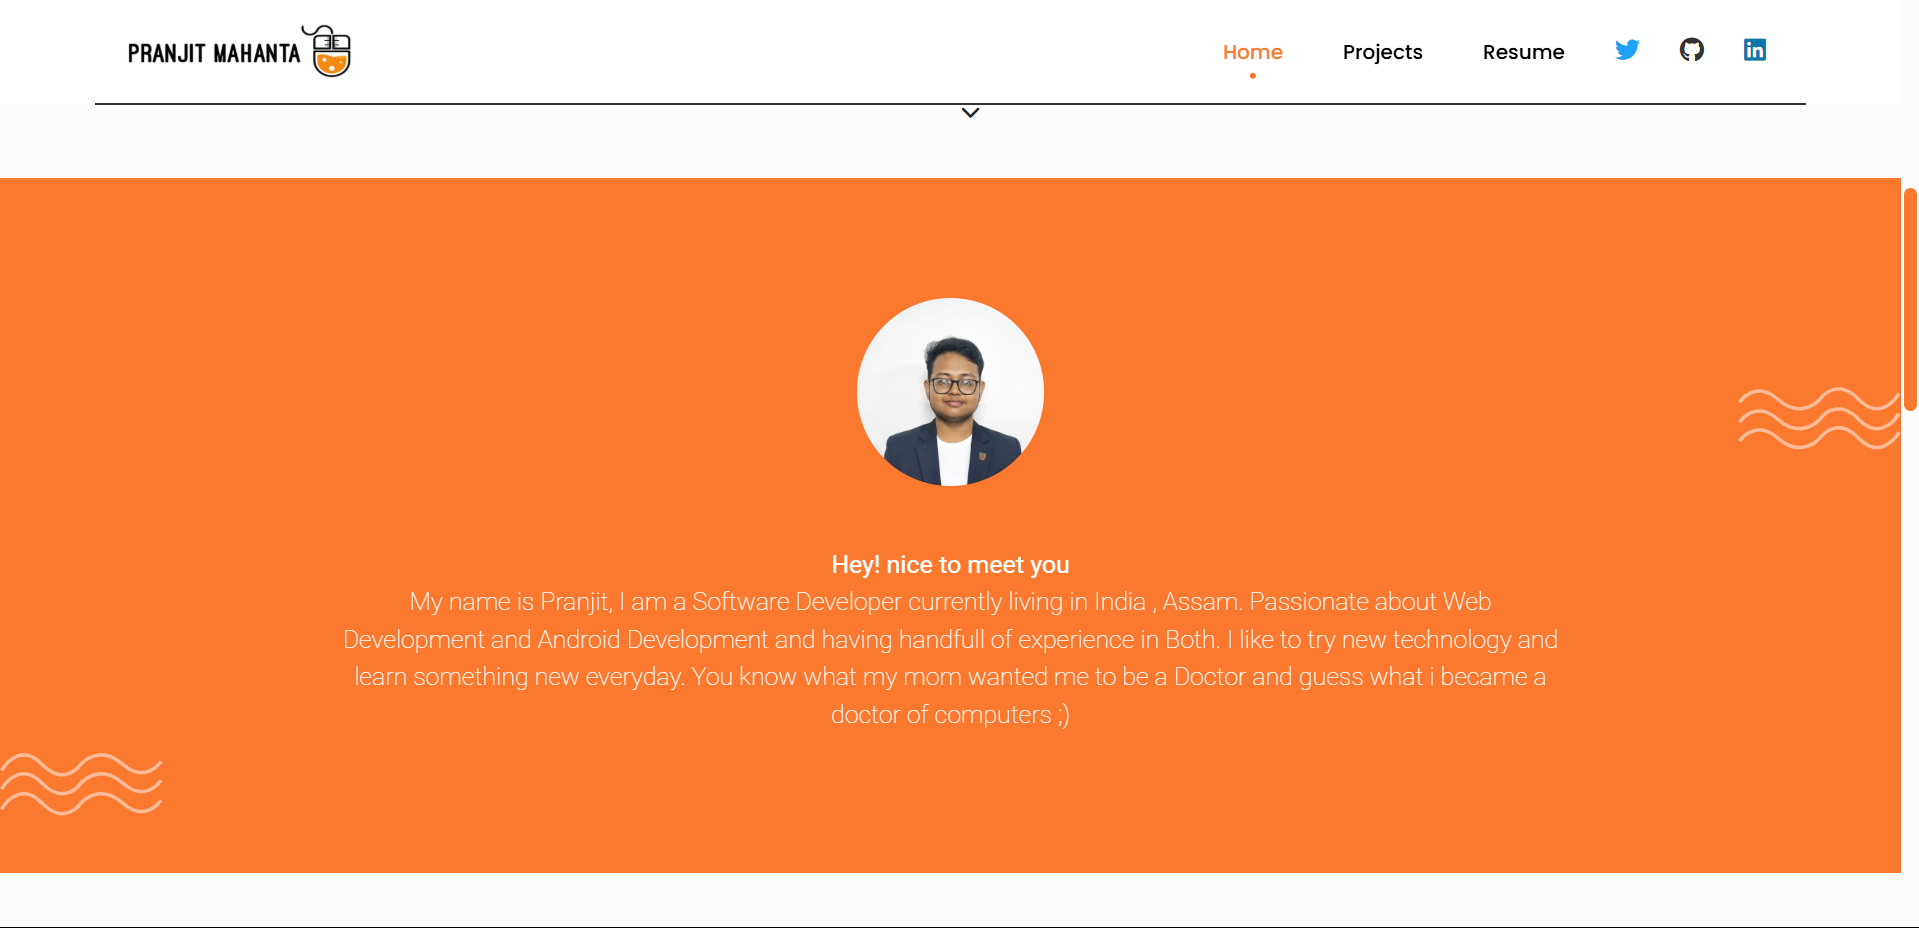 PRANJIT MAHANTA
Home
Projects
Resume
Hey! nice to meet you
My name is Pranjit, I am a Software Developer currently living in India , Assam. Passionate about Web
Development and Android Development and having handfull of experience in Both. I like to try new technology and
learn something new everyday. You know what my mom wanted me to be a Doctor and guess what i became a
doctor of computers ;)